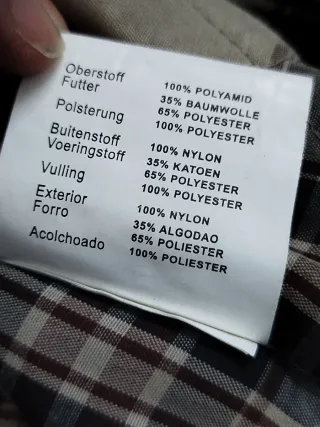 Oberstoff 100% POLYAMID
Futter 35% BAUMWOLLE
65% POLYESTER
Polsterung 100% POLYESTER
Buitenstoff 100% NYLON
Voeringstoff 35% KATOEN
65% POLYESTER
Vulling 100% POLYESTER
Exterior 100% NYLON
Forro 35% ALGODAO
65% POLIESTER
Acolchoado 100% POLIESTER